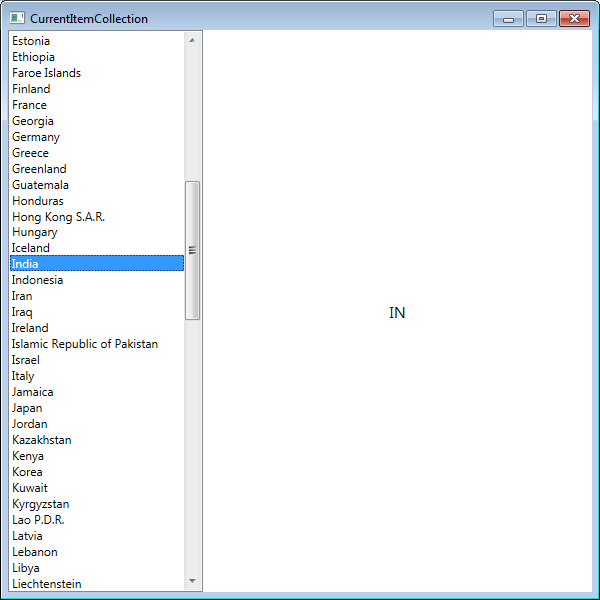 CurrentItemCollection
Estonia
Ethiopia
Faroe Islands
Finland
France
Georgia
Germany
Greece
Greenland
Guatemala
Honduras
Hong Kong S.A.R.
Hungary
Iceland
India
Indonesia
Iran
Iraq
Ireland
Islamic Republic of Pakistan
Israel
Italy
Jamaica
Japan
Jordan
Kazakhstan
Kenya
Korea
Kuwait
Kyrgyzstan
Lao P.D.R.
Latvia
Lebanon
Libya
Liechtenstein
IN